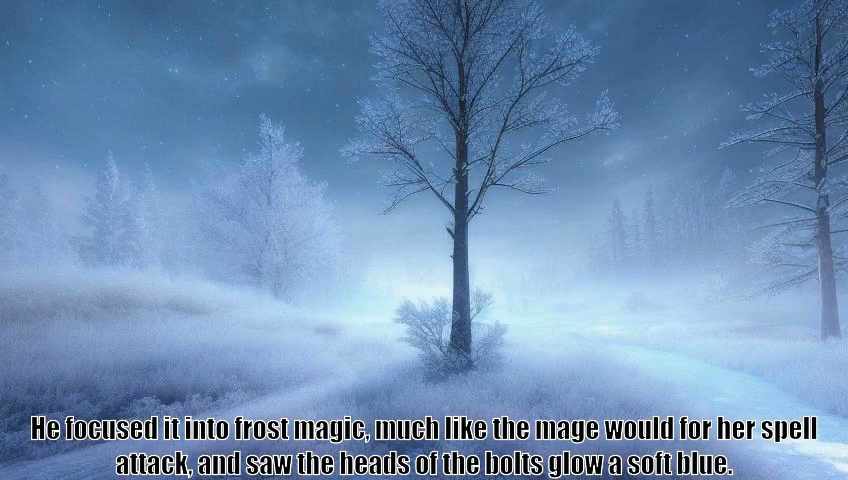 He focused it into frost magic, much like the mage would for her spell
attack, and saw the heads of the bolts glow a soft blue.